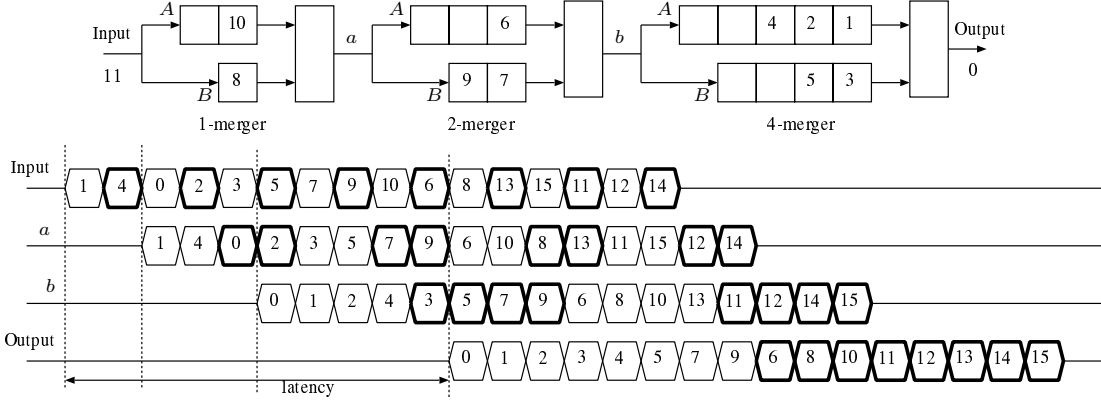 A A A
Input 10 6 4 2 1 Output
a b
11 8 9 7 5 3 0
B B B
1-merger 2-merger 4-merger
Input 1 4 0 2 3 5 7 9 10 6 8 13 15 11 12 14
a 1 4 0 2 3 5 7 9 6 10 8 13 11 15 12 14
b 0 1 2 4 3 5 7 9 6 8 10 13 11 12 14 15
Output 0 1 2 3 4 5 7 9 6 8 10 11 12 13 14 15
latency